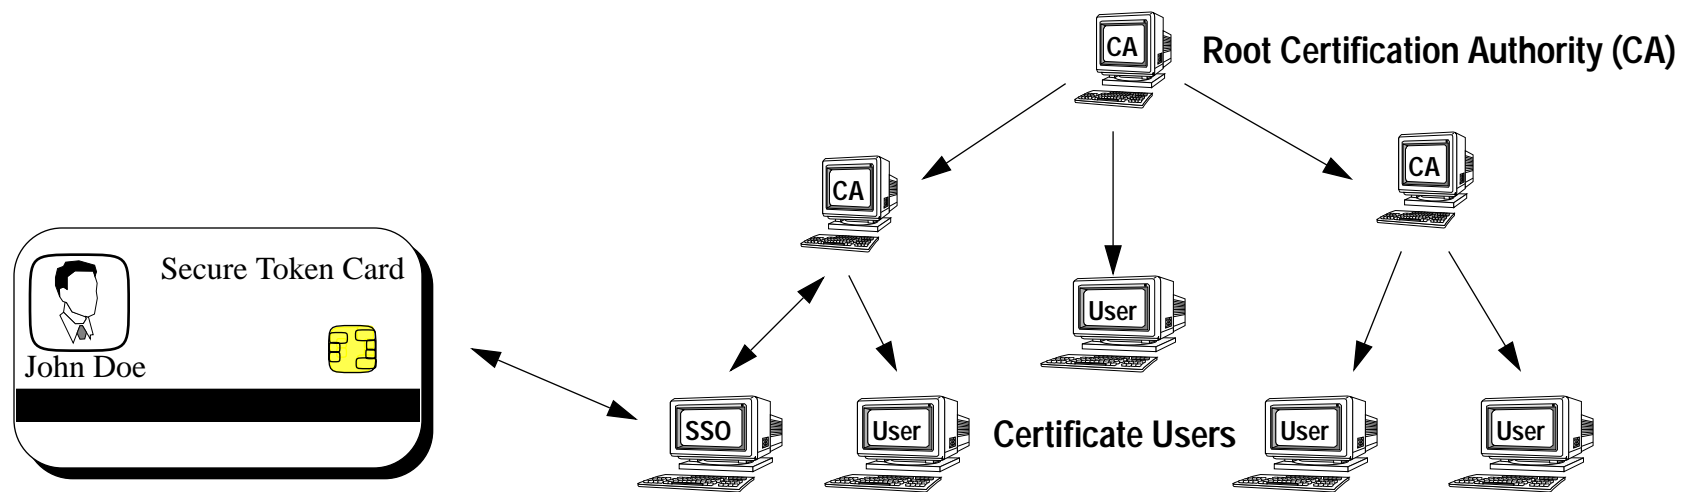 CA
Root Certification Authority (CA)
CA
CA
Secure Token Card
John Doe
User
SSO
User
Certificate Users
User
User